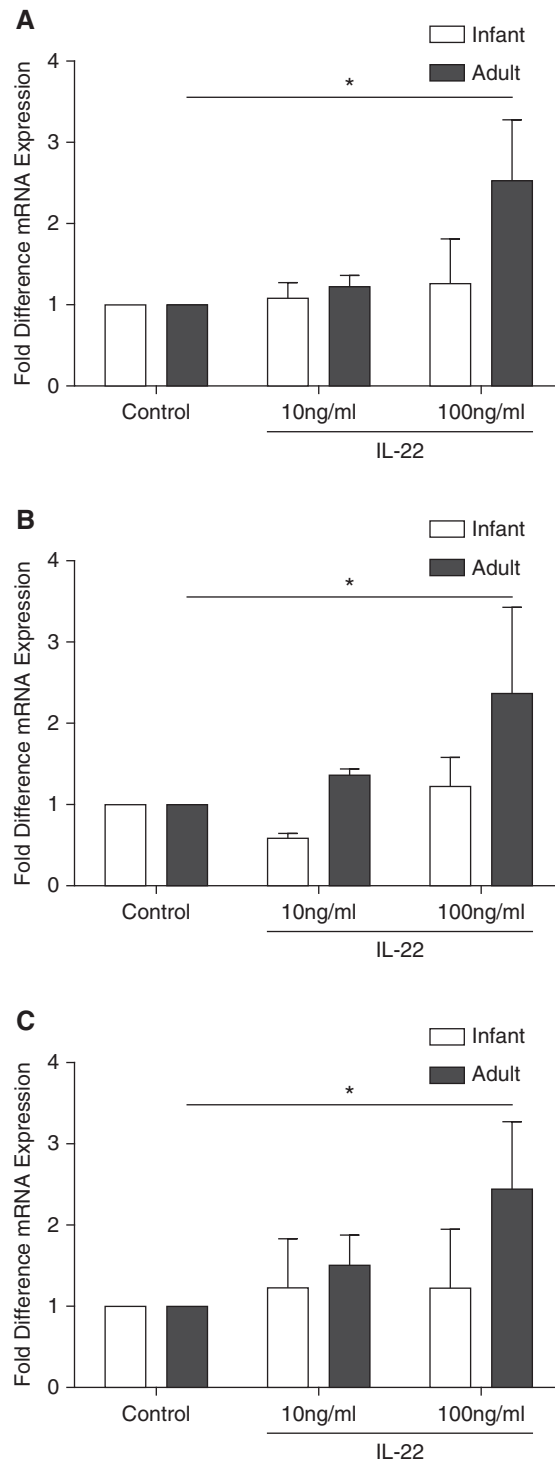 A
Infant
Adult
Fold Difference mRNA Expression
4
3
2
1
0
*
Control
10ng/ml
100ng/ml
IL-22
B
Infant
Adult
Fold Difference mRNA Expression
4
3
2
1
0
*
Control
10ng/ml
100ng/ml
IL-22
C
Infant
Adult
Fold Difference mRNA Expression
4
3
2
1
0
*
Control
10ng/ml
100ng/ml
IL-22